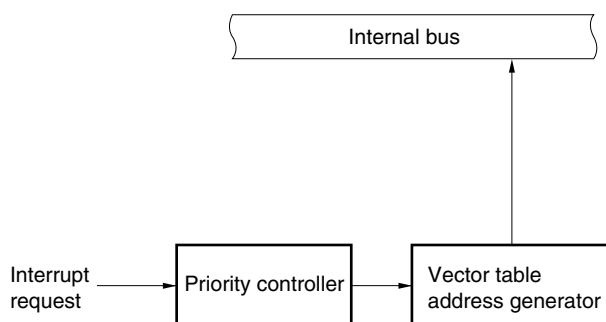 Internal bus
Interrupt
request
Priority controller
Vector table
address generator